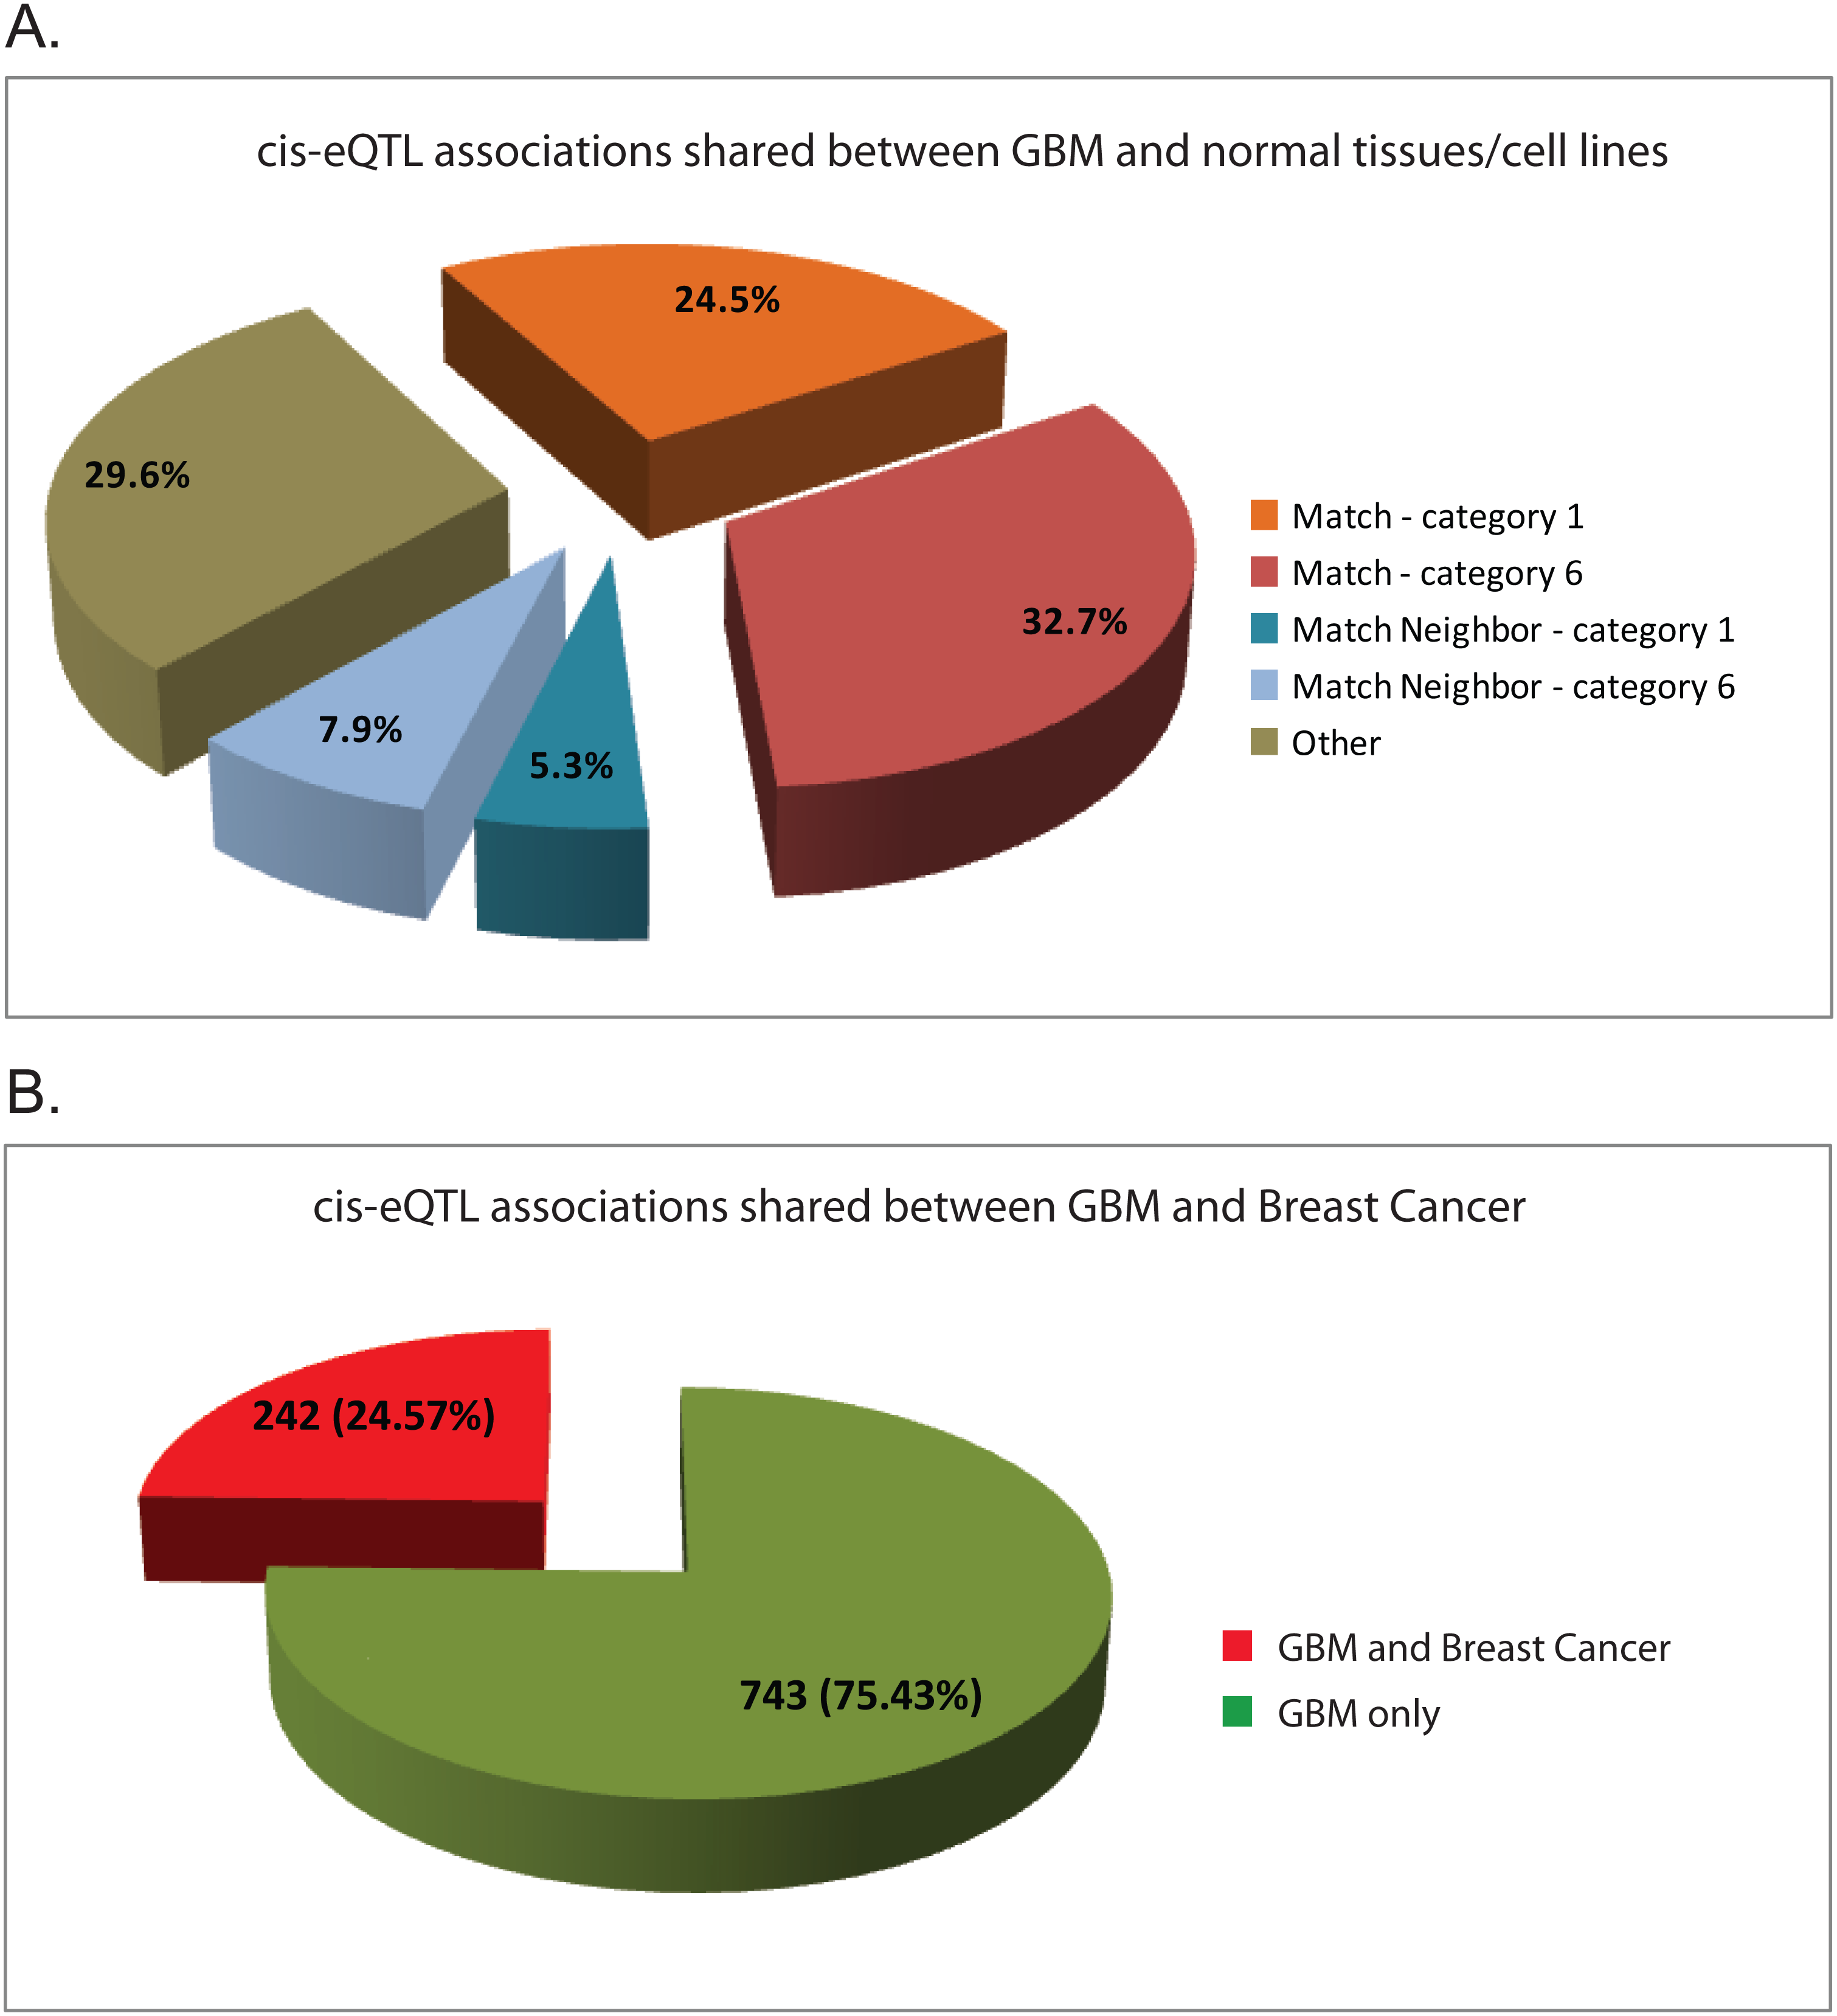 A.
cis-eQTL associations shared between GBM and normal tissues/cell lines
24.5%
29.6%
32.7%
7.9%
5.3%
Match - category 1
Match - category 6
Match Neighbor - category 1
Match Neighbor - category 6
Other
B.
cis-eQTL associations shared between GBM and Breast Cancer
242 (24.57%)
743 (75.43%)
GBM and Breast Cancer
GBM only